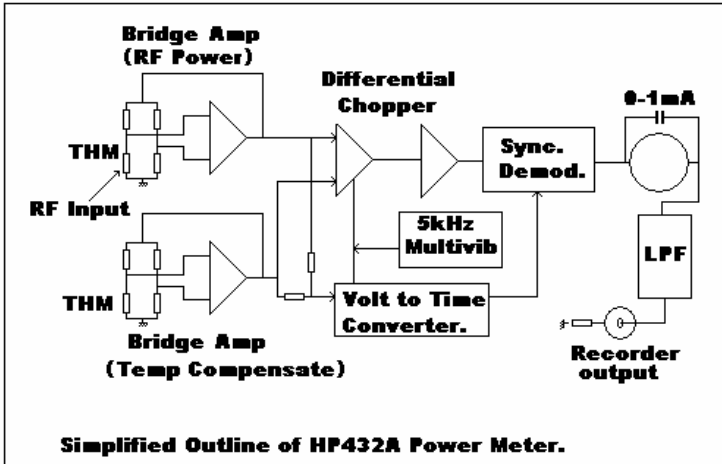 Bridge Amp
(RF Power)
Differential
Chopper
0-1mA
THM
RF Input
Sync.
Demod.
5kHz
Multivib
LPF
THM
Volt to Time
Converter.
Bridge Amp
(Temp Compensate)
Recorder
output
Simplified Outline of HP432A Power Meter.